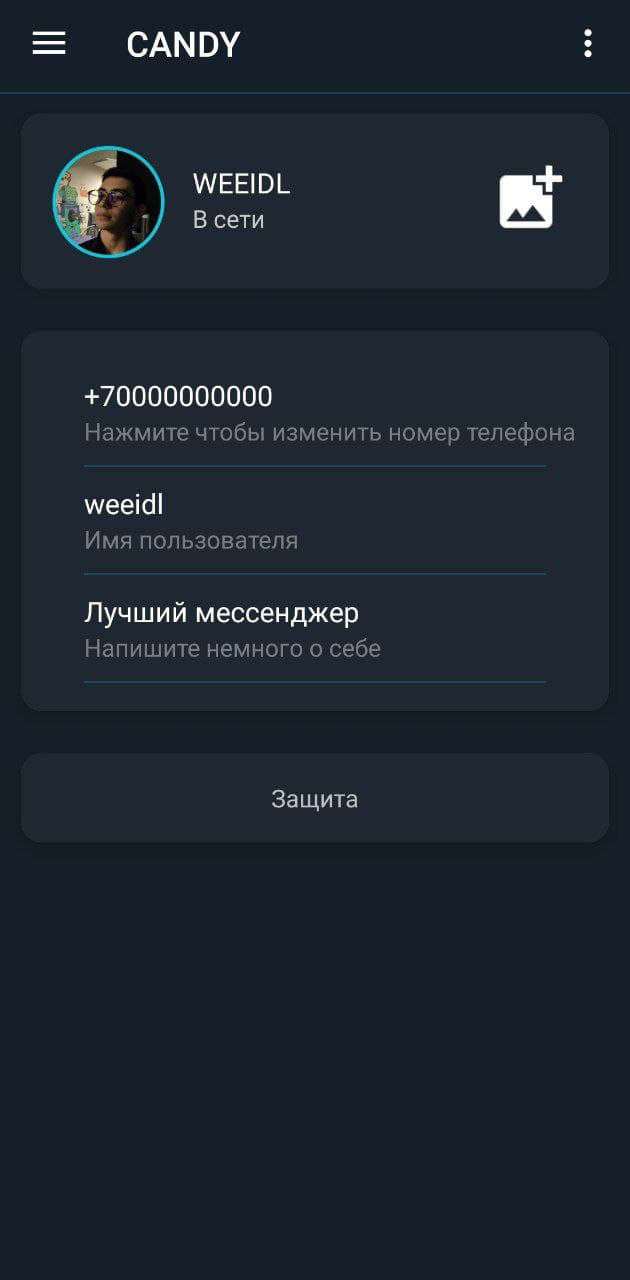 CANDY
WEEIDL
В сети
+70000000000
Нажмите чтобы изменить номер телефона
weeidl
Имя пользователя
Лучший мессенджер
Напишите немного о себе
Защита